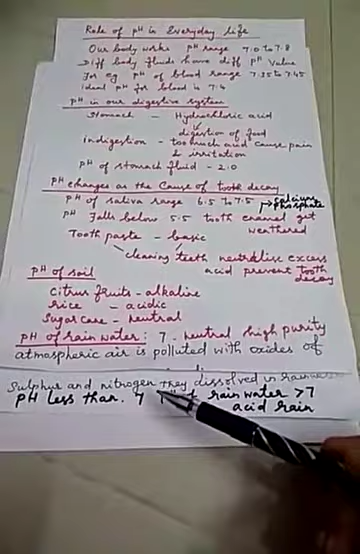 Role of pH in Everyday life
Our body works pH range 7.0 to 7.8
Diff body fluids have diff pH value
For eg pH of blood range 7.35 to 7.45
ideal pH for blood is 7.4
pH in our digestive system
Stomach - Hydrochloric acid
digestion of food
Indigestion - too much acid cause pain
& irritation
pH of stomach fluid - 2.0
pH changes as the Cause of tooth decay
pH of saliva range 6.5 to 7.5 → calcium phosphate
pH Falls below 5.5 tooth enamel get
weathered
Tooth paste - basic
cleaning teeth neutralise excess
acid prevent tooth
decay
pH of soil
Citrus fruits - alkaline
Rice - acidic
Sugarcane - neutral
pH of rain water: 7 - neutral high purity
atmospheric air is polluted with oxides of
Sulphur and nitrogen they dissolved in
pH less than. 7 rain water >7
acid rain